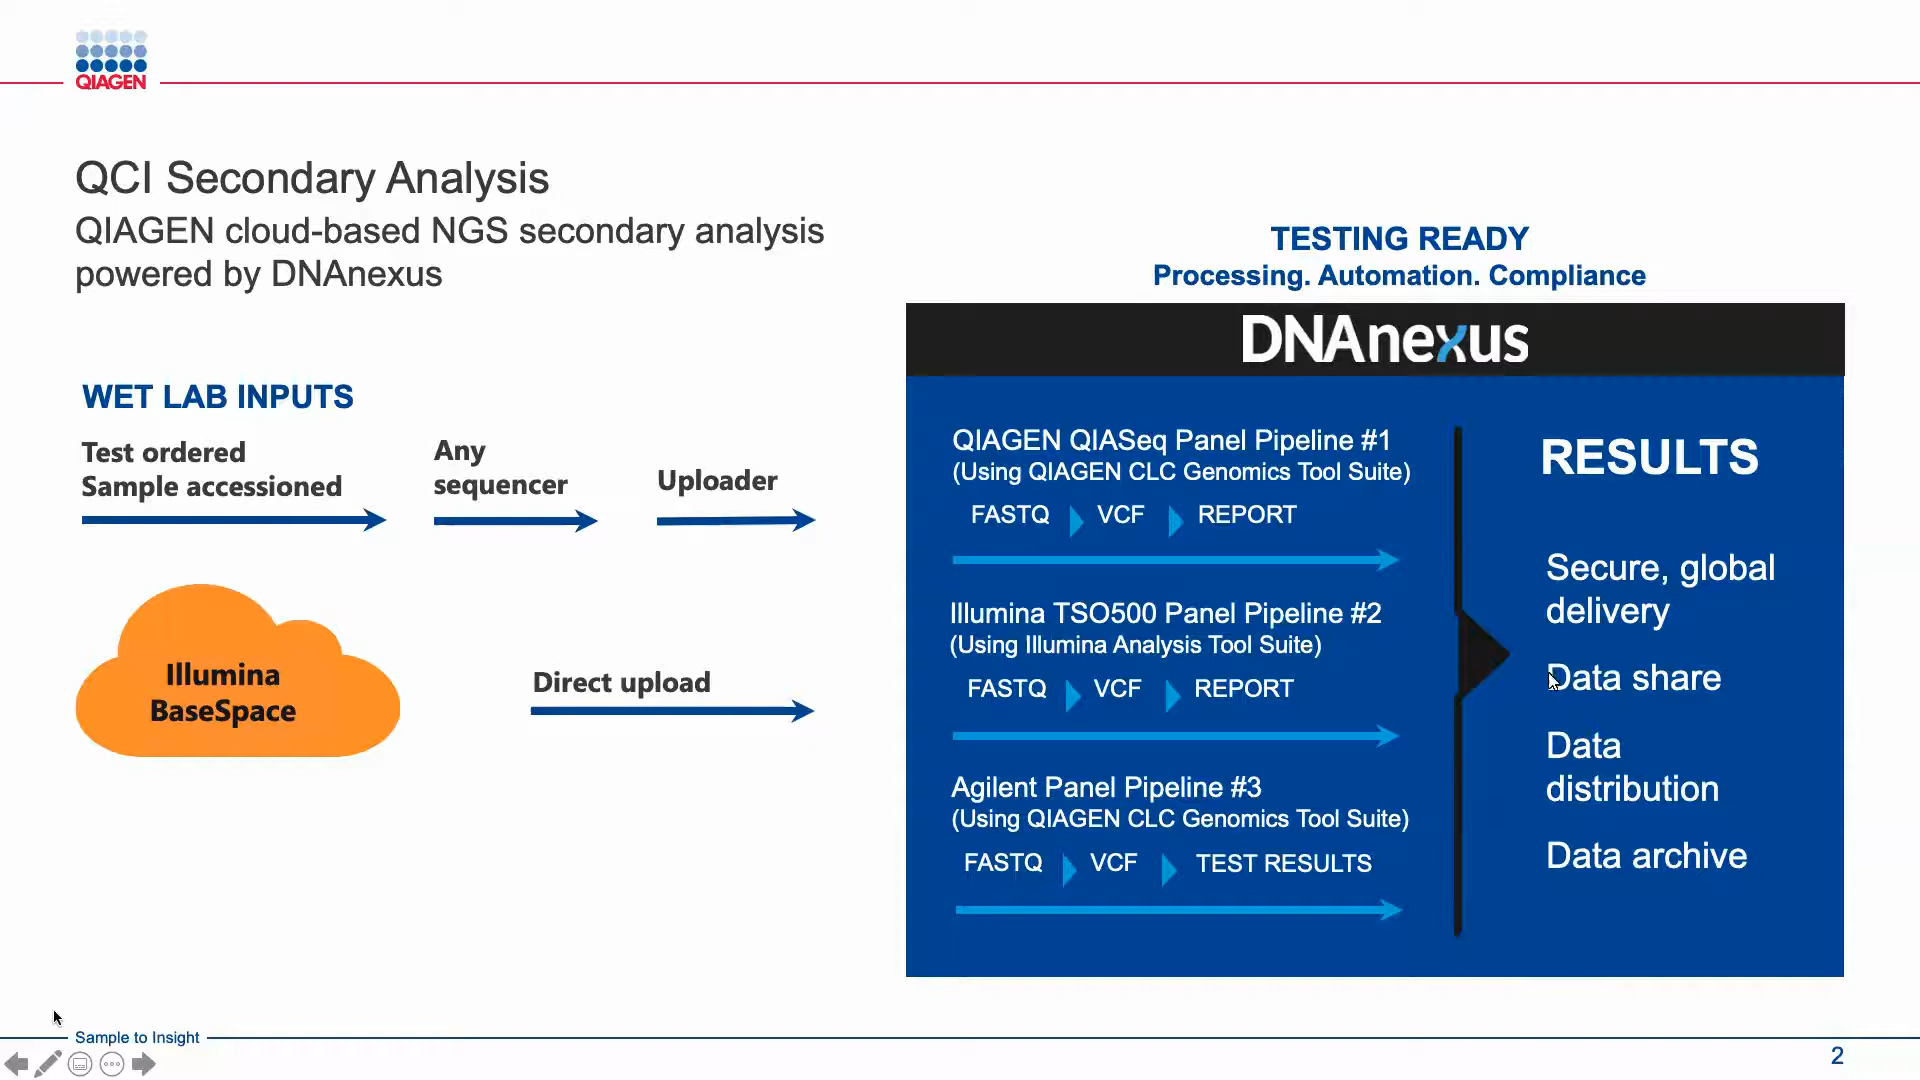 QIAGEN
QCI Secondary Analysis
QIAGEN cloud-based NGS secondary analysis
powered by DNAnexus
WET LAB INPUTS
Test ordered
Sample accessioned
Any
sequencer
Uploader
Illumina
BaseSpace
Direct upload
TESTING READY
Processing. Automation. Compliance
DNAnexus
QIAGEN QIASeq Panel Pipeline #1
(Using QIAGEN CLC Genomics Tool Suite)
FASTQ VCF REPORT
Illumina TSO500 Panel Pipeline #2
(Using Illumina Analysis Tool Suite)
FASTQ VCF REPORT
Agilent Panel Pipeline #3
(Using QIAGEN CLC Genomics Tool Suite)
FASTQ VCF TEST RESULTS
RESULTS
Secure, global
delivery
Data share
Data
distribution
Data archive
Sample to Insight
2